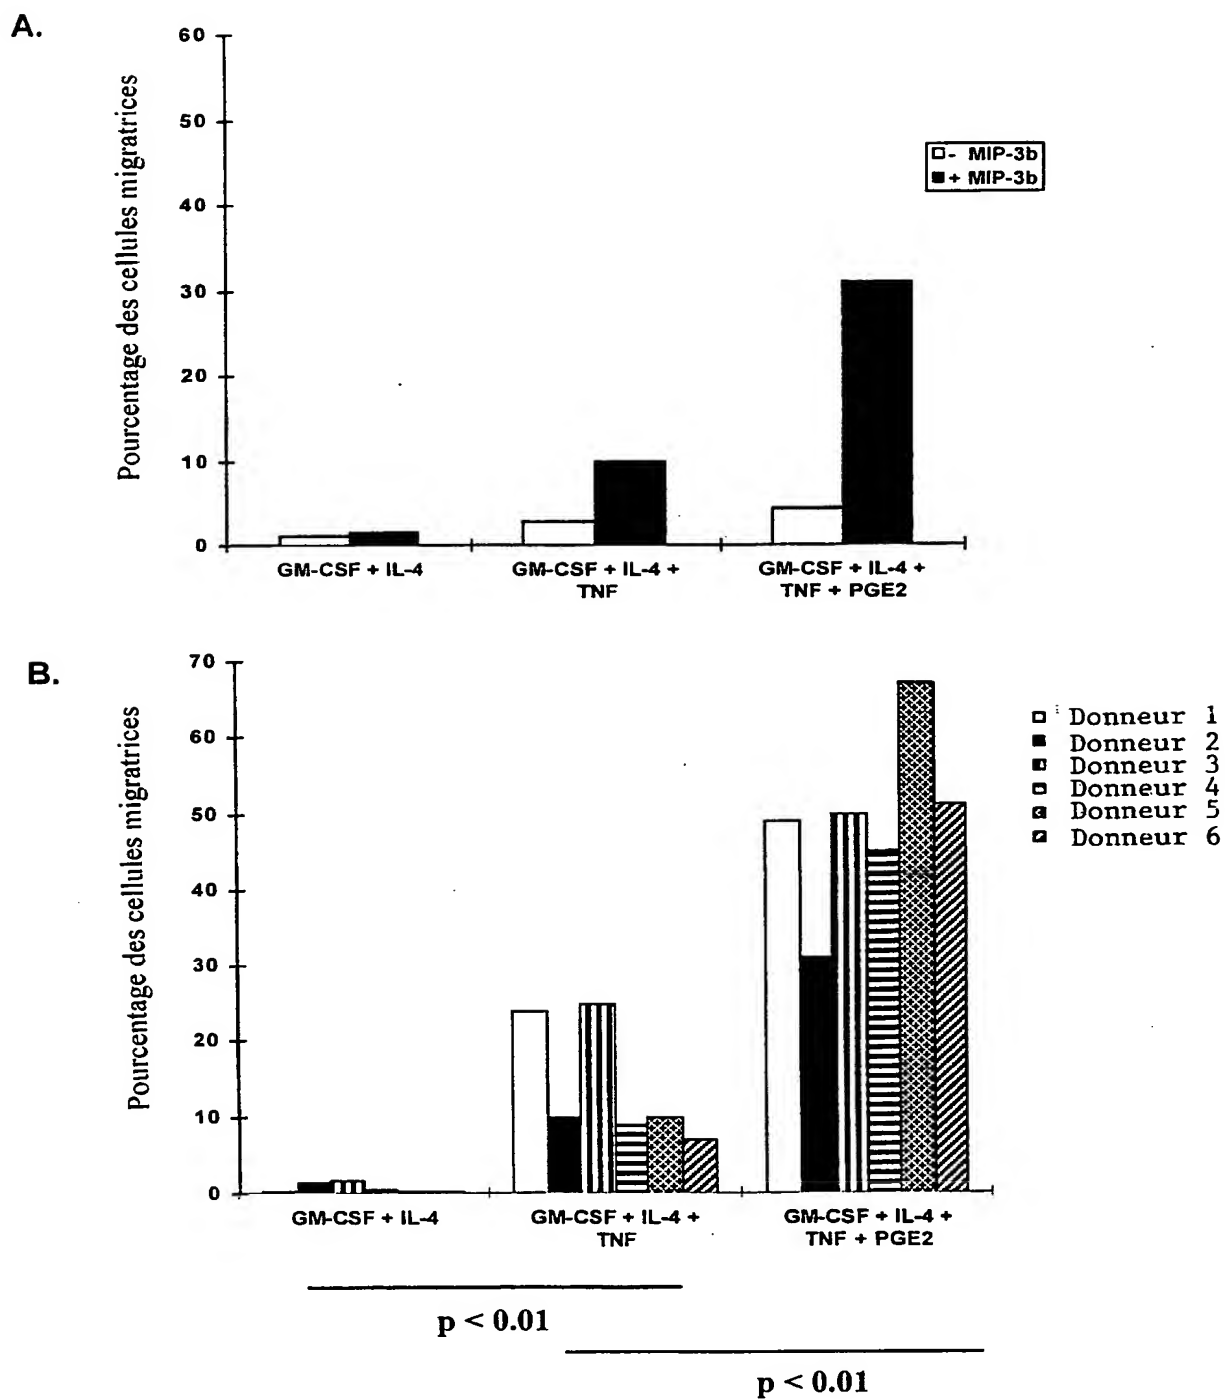 A.
Pourcentage des cellules migratrices
60
50
40
30
20
10
0
- MIP-3b
+ MIP-3b
GM-CSF + IL-4
GM-CSF + IL-4 +
TNF
GM-CSF + IL-4 +
TNF + PGE2
B.
Pourcentage des cellules migratrices
70
60
50
40
30
20
10
0
Donneur 1
Donneur 2
Donneur 3
Donneur 4
Donneur 5
Donneur 6
GM-CSF + IL-4
GM-CSF + IL-4 +
TNF
GM-CSF + IL-4 +
TNF + PGE2
p < 0.01
p < 0.01